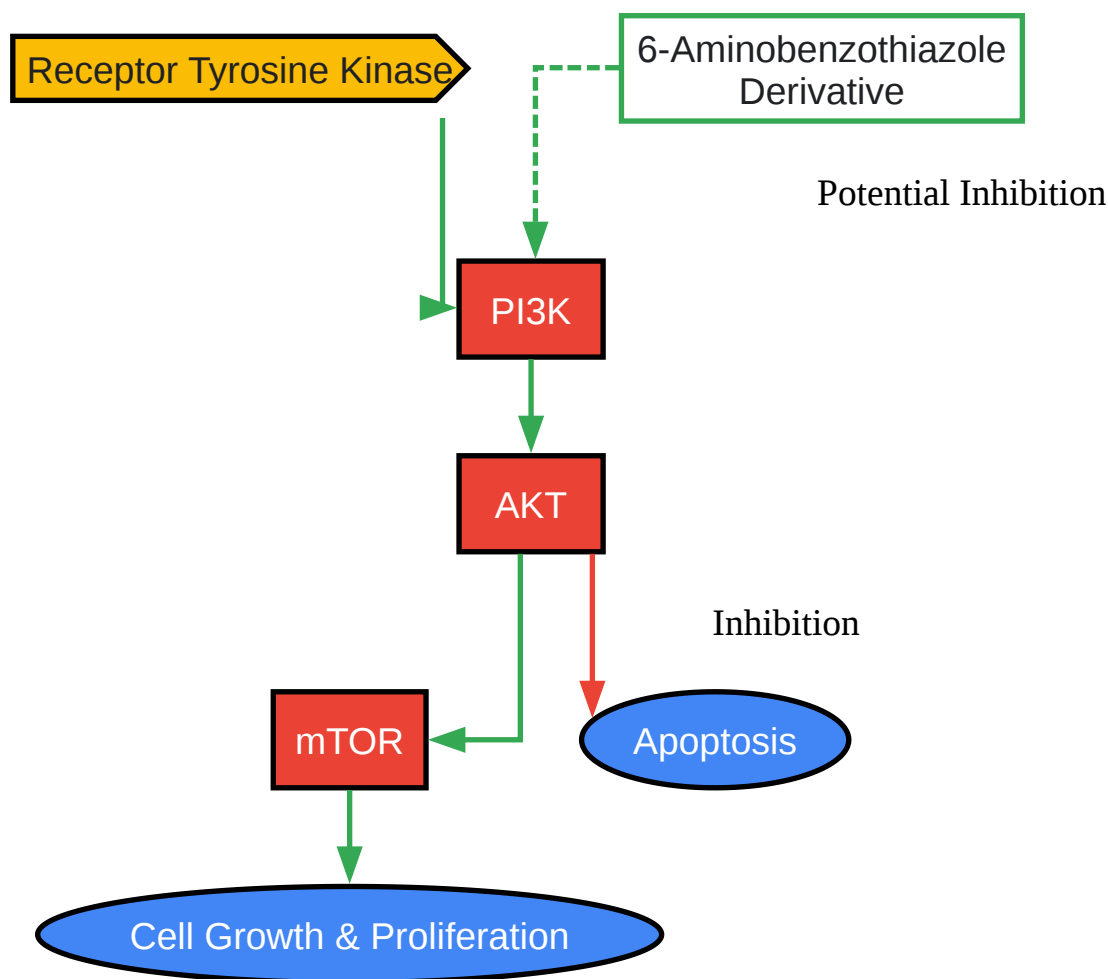 Receptor Tyrosine Kinase
6-Aminobenzothiazole
Derivative
Potential Inhibition
PI3K
AKT
Inhibition
mTOR
Apoptosis
Cell Growth & Proliferation